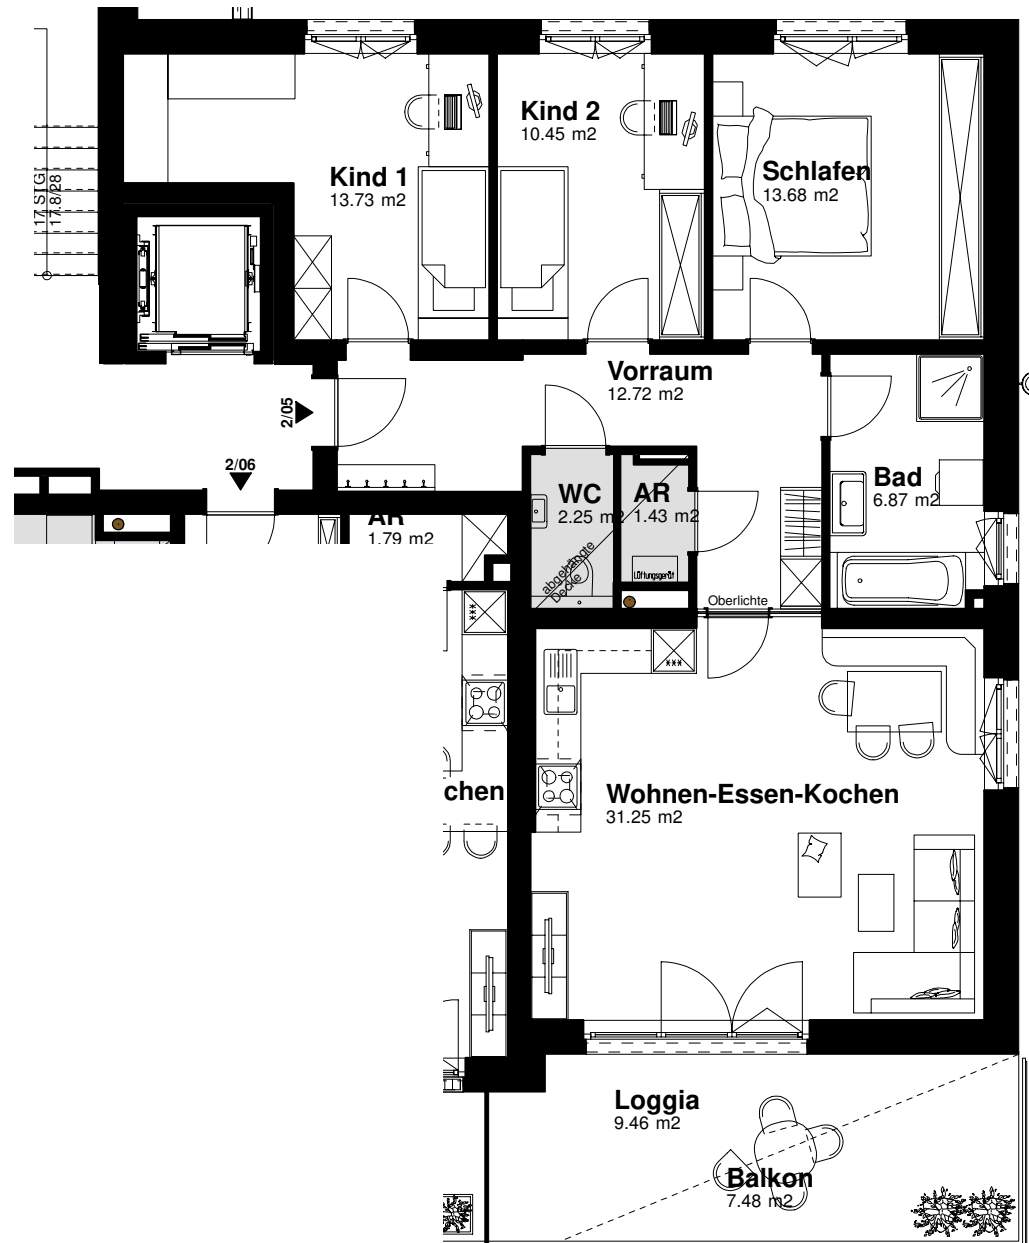 Kind 2
10.45 m2
Kind 1
13.73 m2
Schlafen
13.68 m2
17 STG
17.8/28
Vorraum
12.72 m2
2/05
2/06
WC
2.25 m2
AR
1.43 m2
Bad
6.87 m2
AR
1.79 m2
abgehängte
Decke
Lüftungsgerät
Oberlichte
***
***
chen
Wohnen-Essen-Kochen
31.25 m2
Loggia
9.46 m2
Balkon
7.48 m2